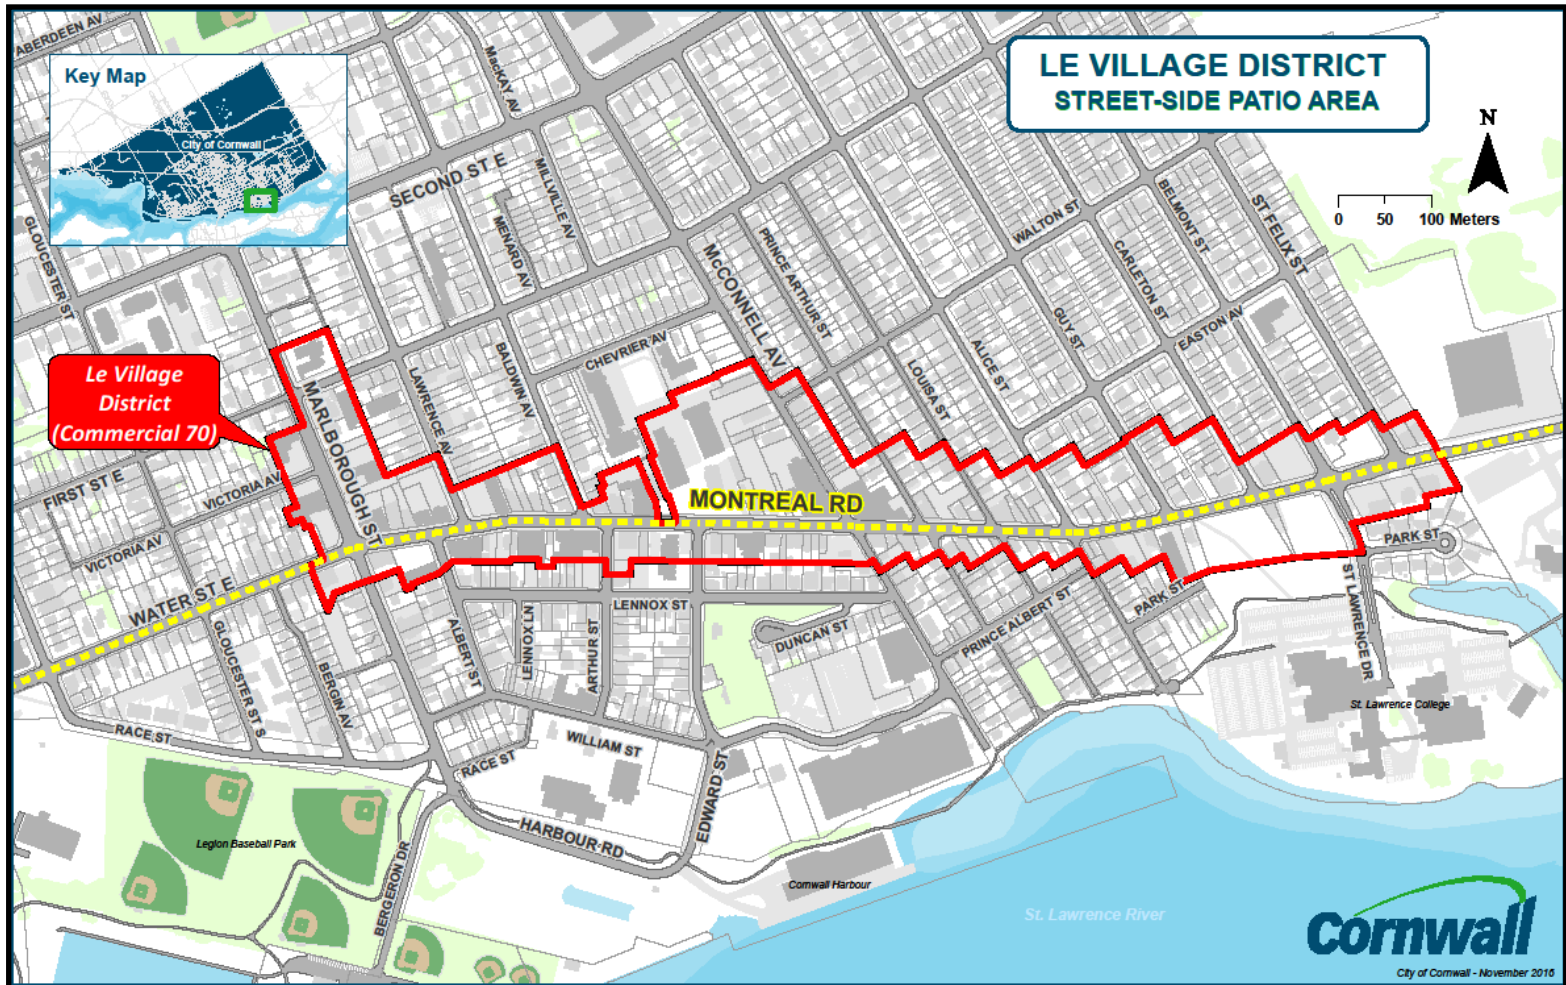 ABERDEEN AV
Key Map
City of Cornwall
LE VILLAGE DISTRICT
STREET-SIDE PATIO AREA
N
0 50 100 Meters
MacKAY AV
SECOND ST E
MILLVILLE AV
MENARD AV
GLOUCESTER ST
McCONNELL AV
PRINCE ARTHUR ST
WALTON ST
BELMONT ST
ST FELIX ST
CARLETON ST
GUY ST
EASTON AV
ALICE ST
LOUISA ST
CHEVRIER AV
BALDWIN AV
LAWRENCE AV
MARLBOROUGH ST
Le Village
District
(Commercial 70)
FIRST ST E
VICTORIA AV
VICTORIA AV
MONTREAL RD
WATER ST E
PARK ST
PARK ST
ST LAWRENCE DR
PRINCE ALBERT ST
DUNCAN ST
LENNOX ST
LENNOX LN
ARTHUR ST
ALBERT ST
BERGIN AV
GLOUCESTER ST S
RACE ST
RACE ST
WILLIAM ST
EDWARD ST
HARBOUR RD
BERGERON DR
Legion Baseball Park
Cornwall Harbour
St. Lawrence College
St. Lawrence River
Cornwall
City of Cornwall - November 2016